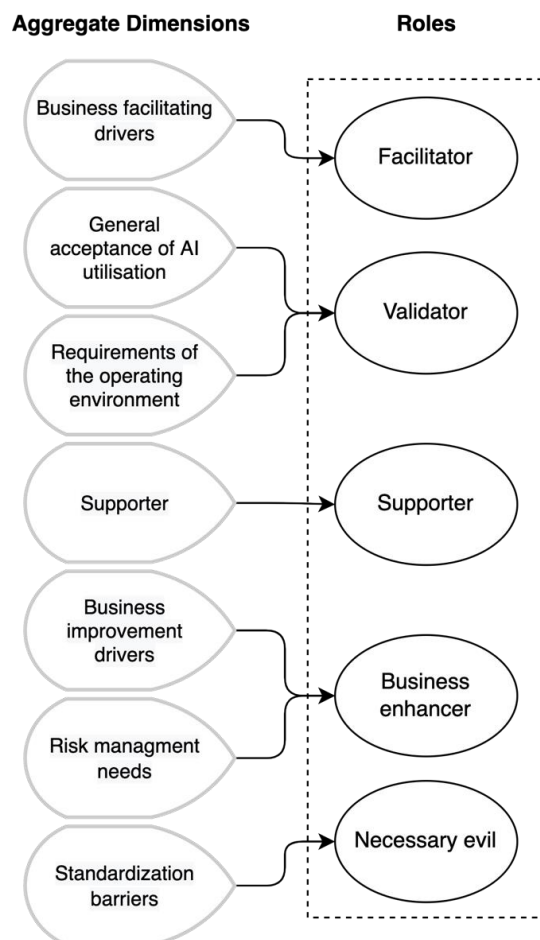 Aggregate Dimensions
Roles
Business facilitating
drivers
Facilitator
General
acceptance of AI
utilisation
Validator
Requirements of
the operating
environment
Supporter
Supporter
Business
improvement
drivers
Business
enhancer
Risk managment
needs
Necessary evil
Standardization
barriers